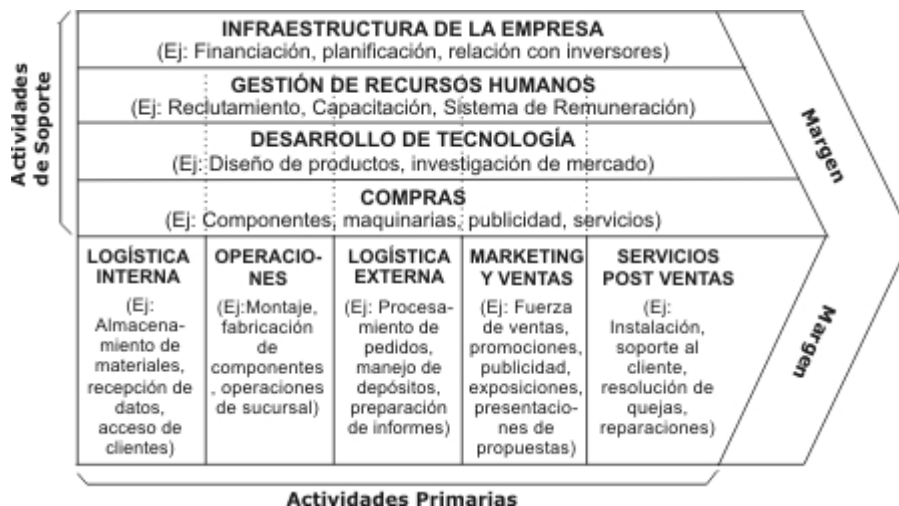 Actividades
de Soporte
INFRAESTRUCTURA DE LA EMPRESA
(Ej: Financiación, planificación, relación con inversores)
GESTIÓN DE RECURSOS HUMANOS
(Ej: Reclutamiento, Capacitación, Sistema de Remuneración)
DESARROLLO DE TECNOLOGÍA
(Ej: Diseño de productos, investigación de mercado)
COMPRAS
(Ej: Componentes, maquinarias, publicidad, servicios)
LOGÍSTICA
INTERNA
(Ej:
Almacena-
miento de
materiales,
recepción de
datos,
acceso de
clientes)
OPERACIO-
NES
(Ej:Montaje,
fabricación
de
componentes
, operaciones
de sucursal)
LOGÍSTICA
EXTERNA
(Ej: Procesa-
miento de
pedidos,
manejo de
depósitos,
preparación
de informes)
MARKETING
Y VENTAS
(Ej: Fuerza
de ventas,
promociones,
publicidad,
exposiciones,
presentacio-
nes de
propuestas)
SERVICIOS
POST VENTAS
(Ej:
Instalación,
soporte al
cliente,
resolución de
quejas,
reparaciones)
Margen
Margen
Actividades Primarias